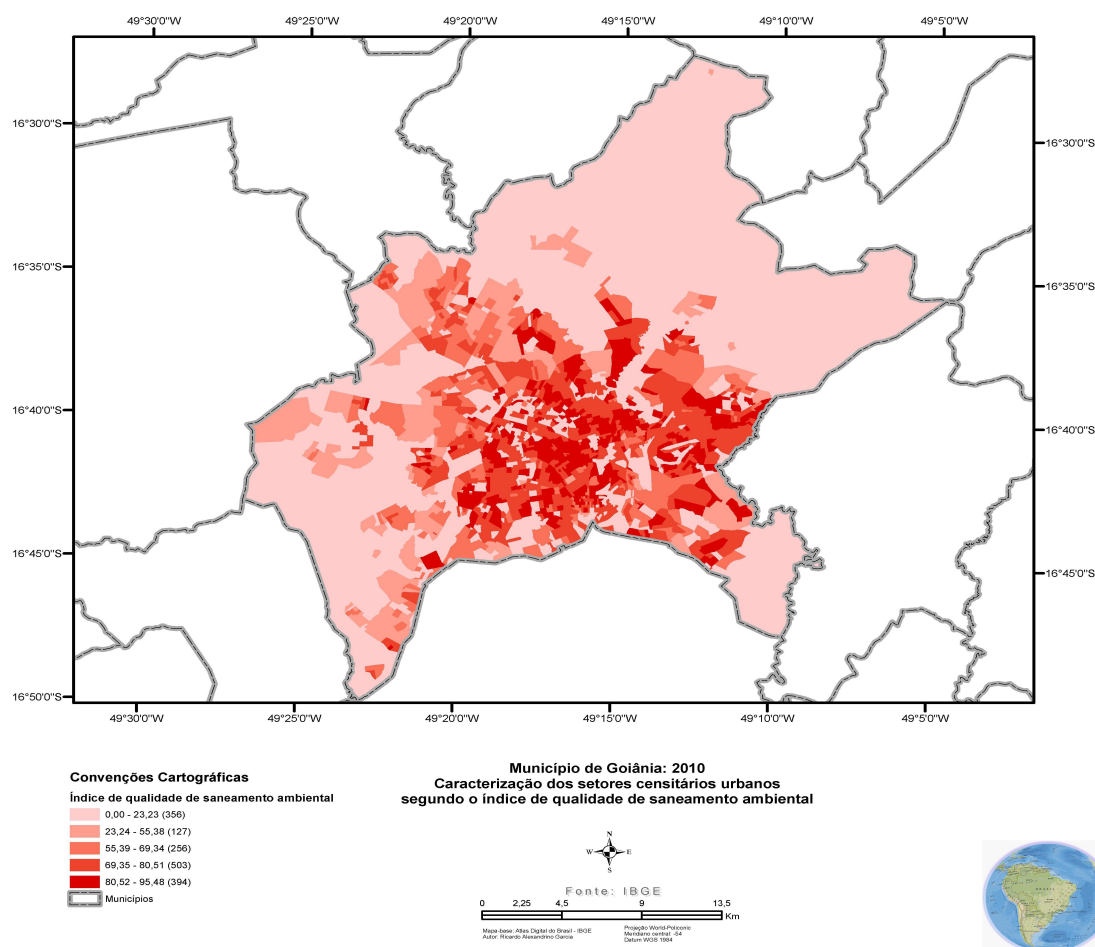 49°30'0"W 49°25'0"W 49°20'0"W 49°15'0"W 49°10'0"W 49°5'0"W
16°30'0"S 16°30'0"S
16°35'0"S 16°35'0"S
16°40'0"S 16°40'0"S
16°45'0"S 16°45'0"S
16°50'0"S
49°30'0"W 49°25'0"W 49°20'0"W 49°15'0"W 49°10'0"W 49°5'0"W
Convenções Cartográficas
Índice de qualidade de saneamento ambiental
0,00 - 23,23 (356)
23,24 - 55,38 (127)
55,39 - 69,34 (256)
69,35 - 80,51 (503)
80,52 - 95,48 (394)
Municípios
Município de Goiânia: 2010
Caracterização dos setores censitários urbanos
segundo o índice de qualidade de saneamento ambiental
N
W E
S
Fonte: IBGE
0 2,25 4,5 9 13,5
Km
Mapa-base: Atlas Digital do Brasil - IBGE
Autor: Ricardo Alexandrino Garcia
Projeção World-Policonic
Meridiano central -54
Datum WGS 1984
BRASIL